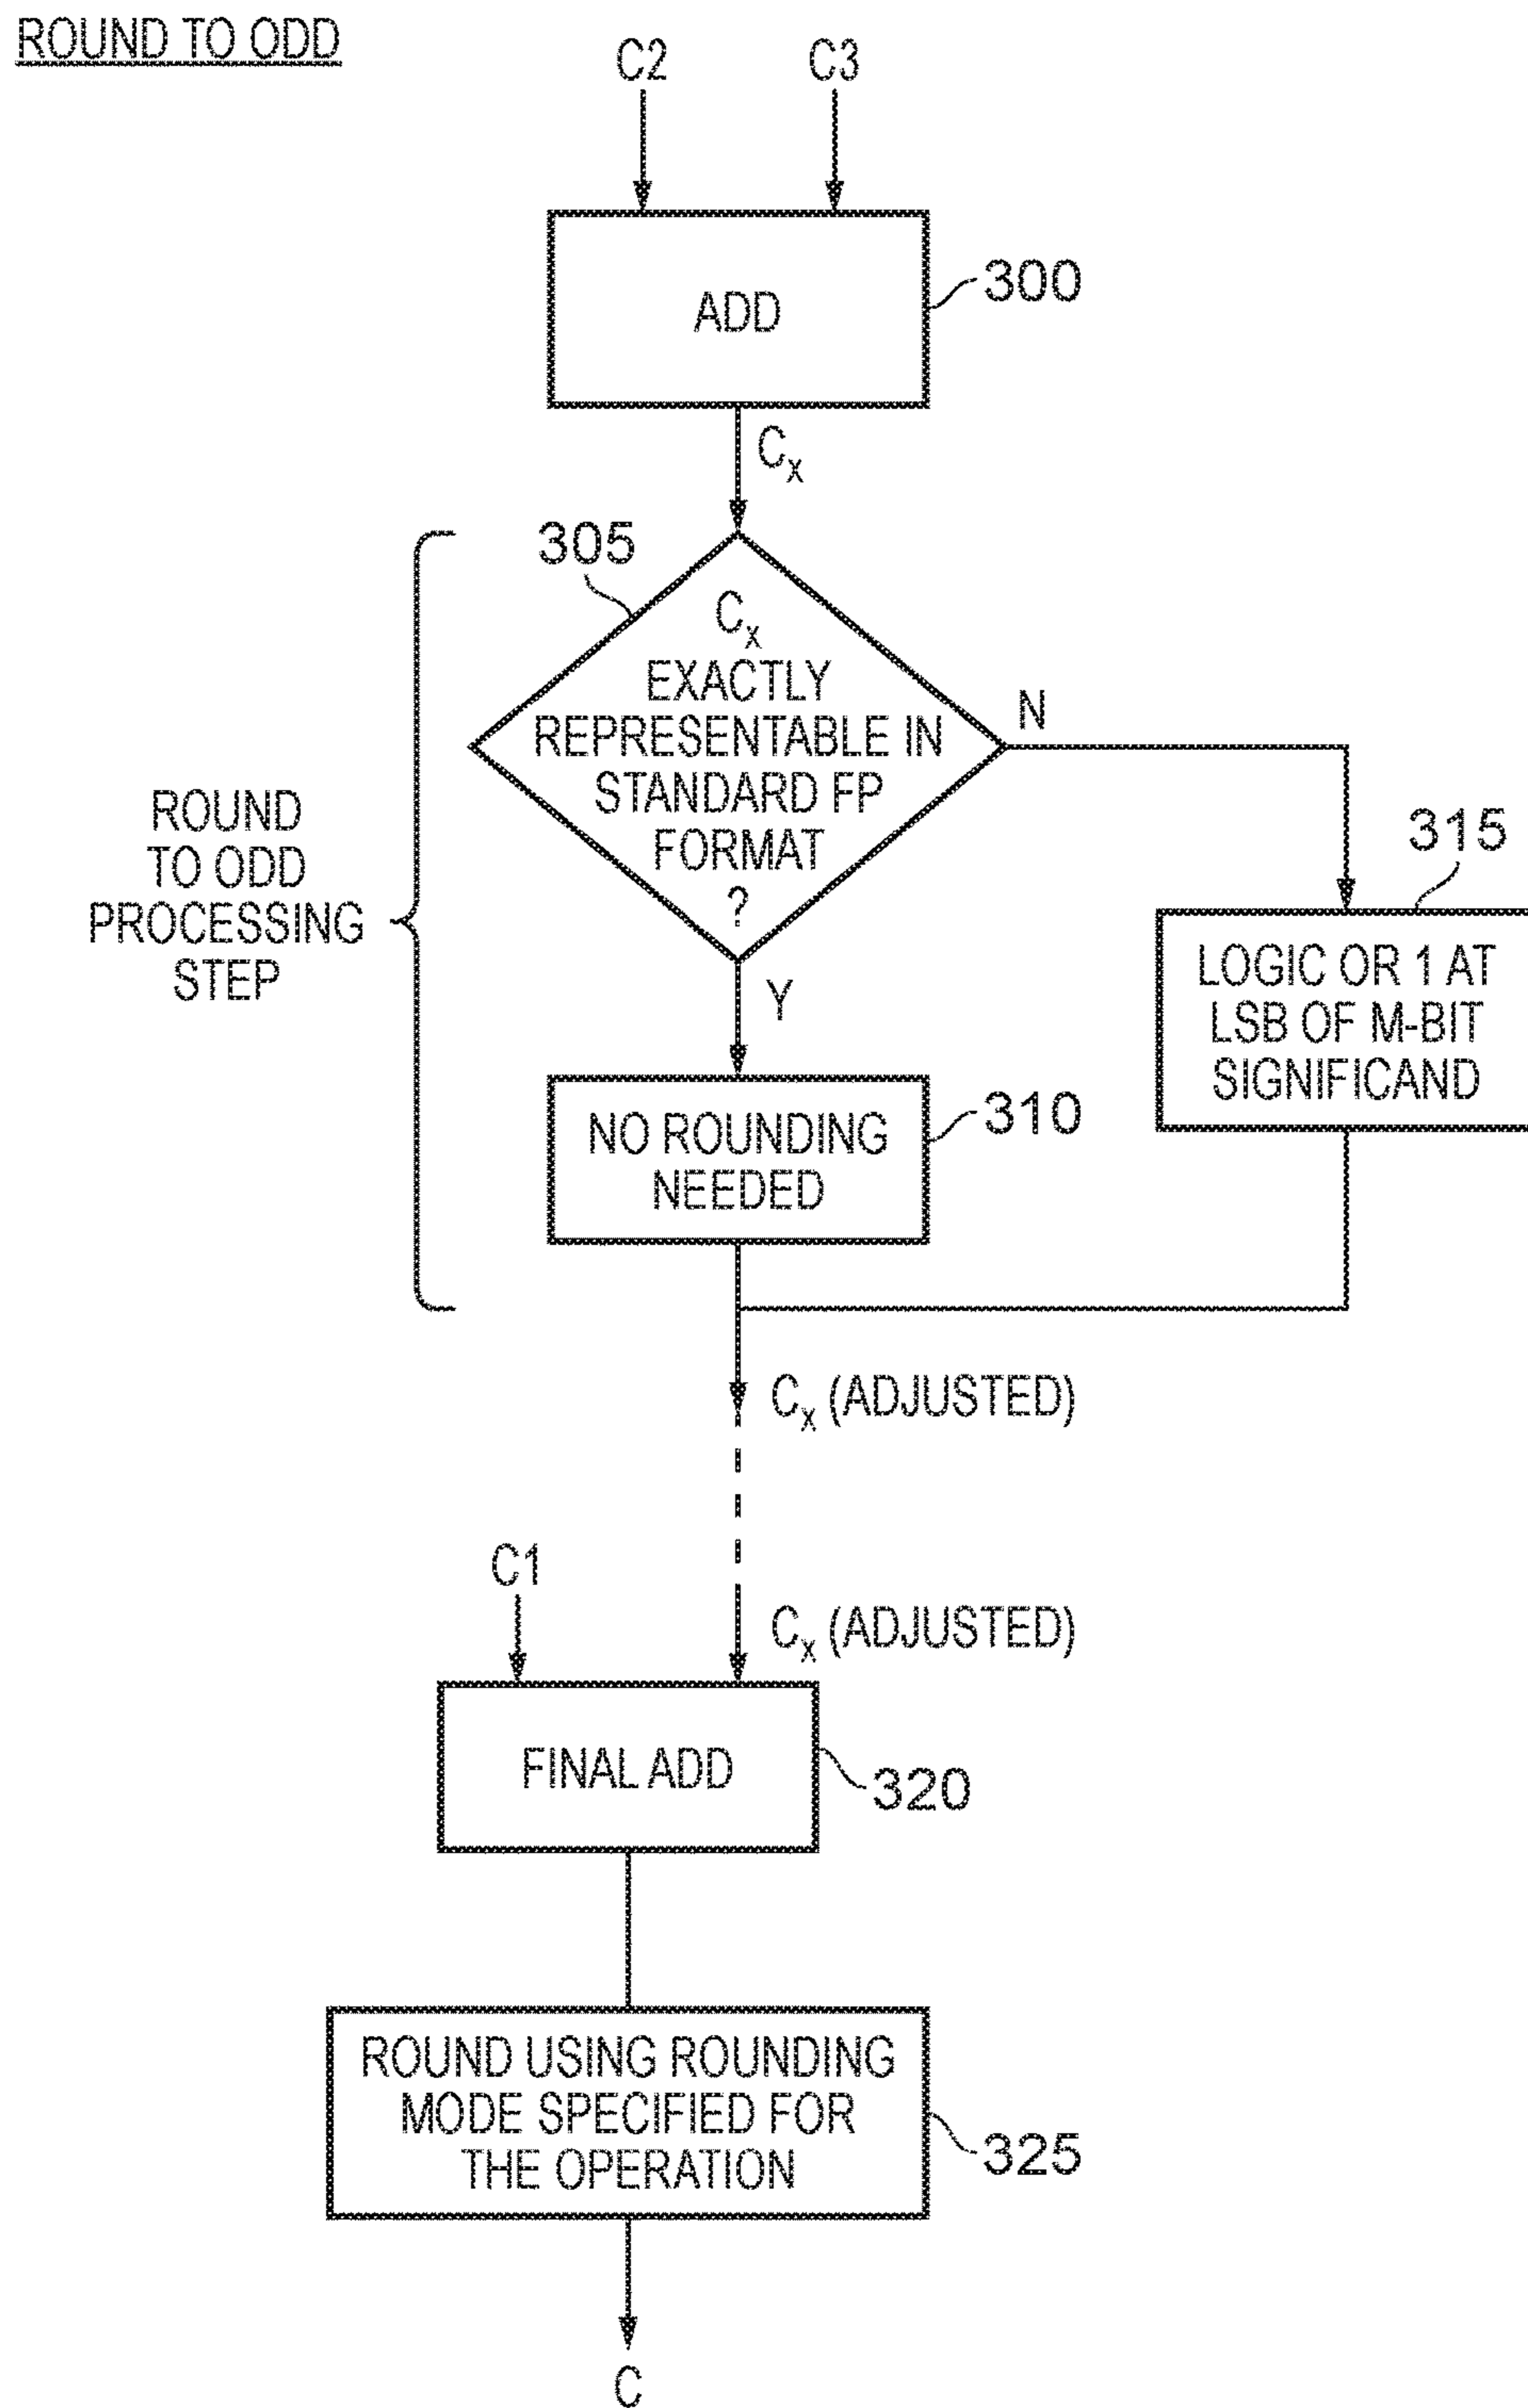 ROUND TO ODD
C2
C3
ADD
300
Cx
305
Cx
EXACTLY
REPRESENTABLE IN
STANDARD FP
FORMAT
?
N
Y
ROUND
TO ODD
PROCESSING
STEP
315
LOGIC OR 1 AT
LSB OF M-BIT
SIGNIFICAND
NO ROUNDING
NEEDED
310
Cx (ADJUSTED)
C1
Cx (ADJUSTED)
FINAL ADD
320
ROUND USING ROUNDING
MODE SPECIFIED FOR
THE OPERATION
325
C